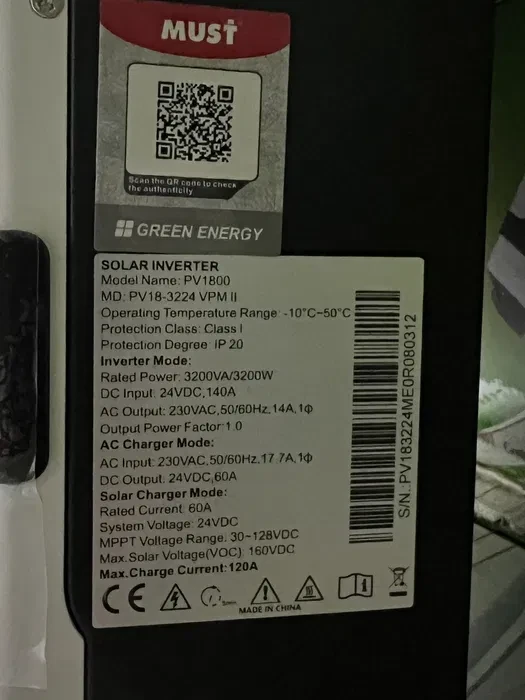 MUST
Scan the QR code to check
the authenticity
GREEN ENERGY
SOLAR INVERTER
Model Name: PV1800
MD: PV18-3224 VPM II
Operating Temperature Range: -10°C~50°C
Protection Class: Class I
Protection Degree: IP 20
Inverter Mode:
Rated Power: 3200VA/3200W
DC Input: 24VDC,140A
AC Output: 230VAC,50/60Hz,14A,1Φ
Output Power Factor:1.0
AC Charger Mode:
AC Input: 230VAC,50/60Hz,17.7A,1Φ
DC Output: 24VDC,60A
Solar Charger Mode:
Rated Current: 60A
System Voltage: 24VDC
MPPT Voltage Range: 30~128VDC
Max.Solar Voltage(VOC): 160VDC
Max.Charge Current:120A
CE
MADE IN CHINA
S/N.:PV183224ME0R080312